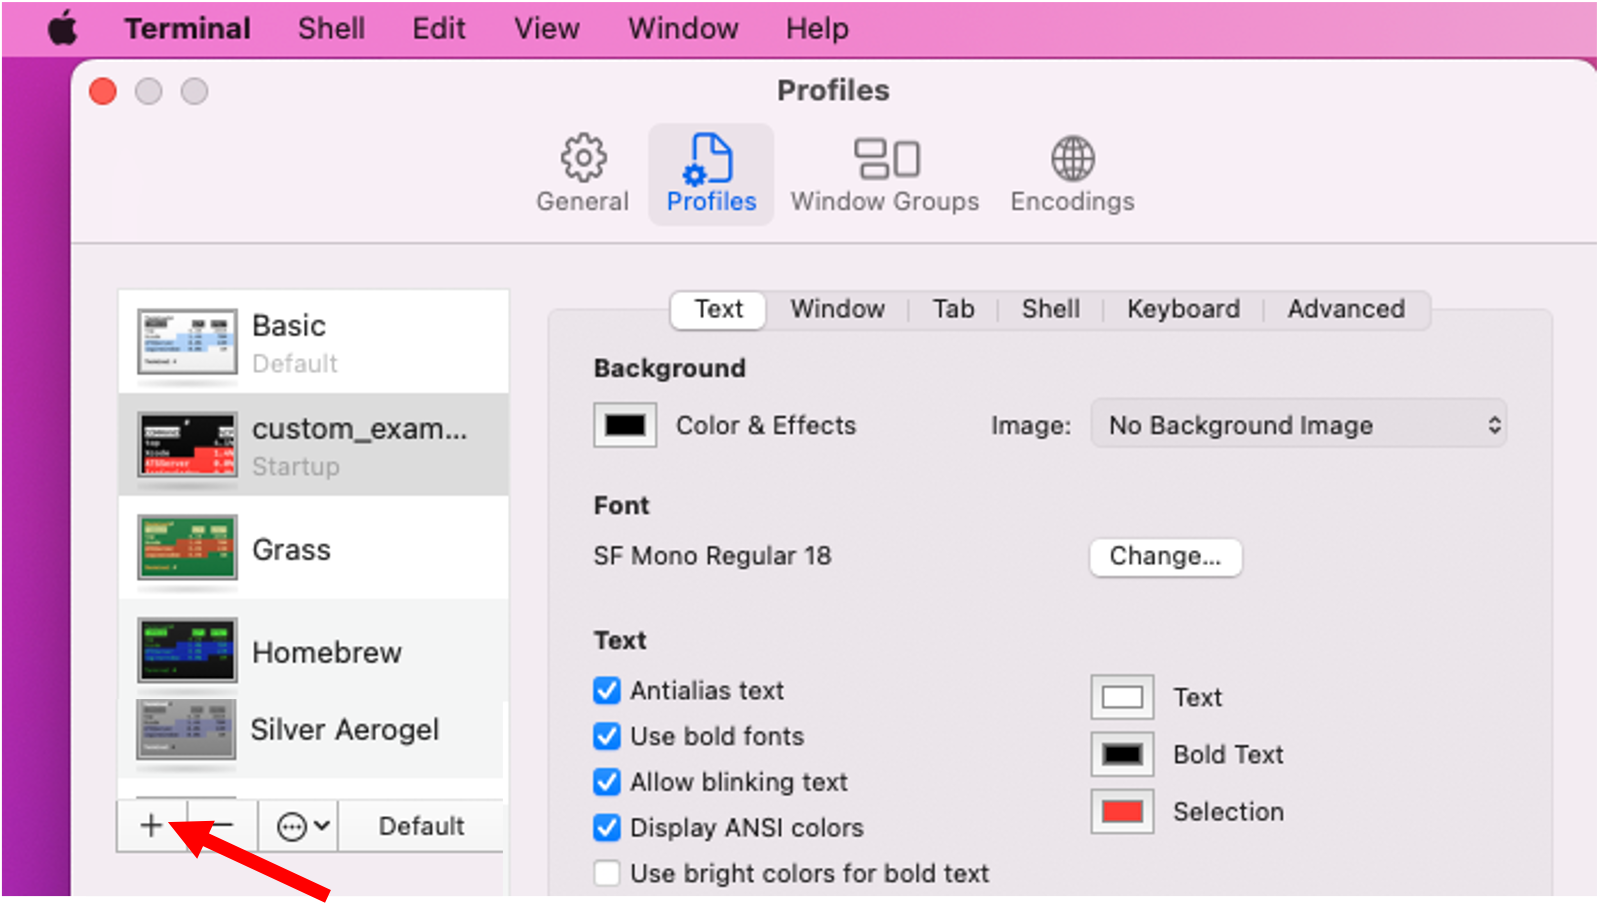 Terminal Shell Edit View Window Help
Profiles
General Profiles Window Groups Encodings
Basic
Default
custom_exam...
Startup
Grass
Homebrew
Silver Aerogel
Default
Text Window Tab Shell Keyboard Advanced
Background
Color & Effects Image: No Background Image
Font
SF Mono Regular 18 Change...
Text
Antialias text Text
Use bold fonts
Bold Text
Allow blinking text
Selection
Display ANSI colors
Use bright colors for bold text